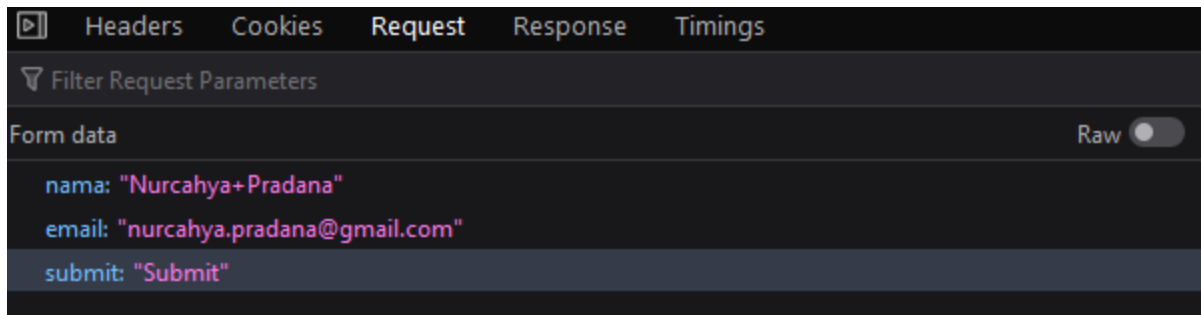 Headers Cookies Request Response Timings
Filter Request Parameters
Form data Raw
nama: "Nurcahya+Pradana"
email: "nurcahya.pradana@gmail.com"
submit: "Submit"